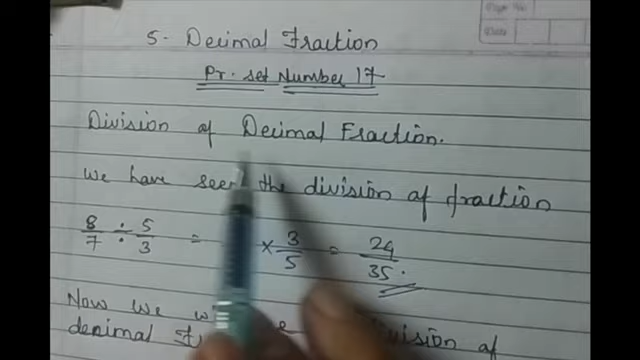 5. Decimal Fraction
Pr. set Number 17
Division of Decimal Fraction.
We have seen the division of fraction
8/7 ÷ 5/3 = × 3/5 = 24/35.
Now we division of
decimal